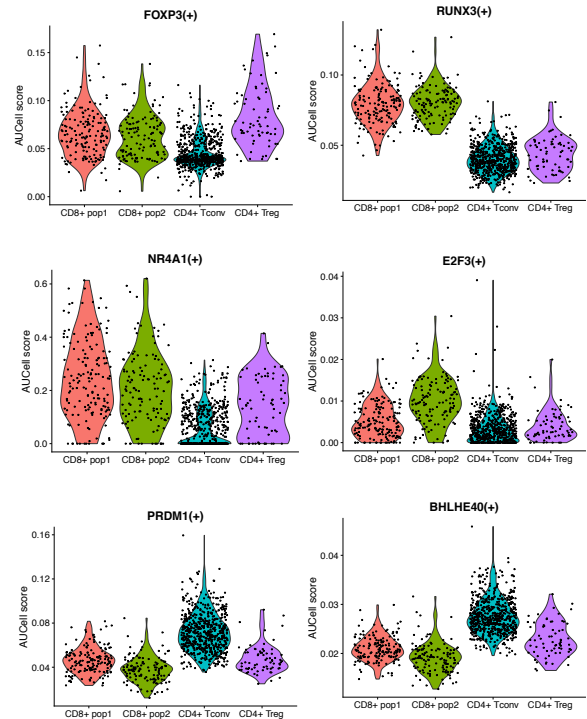 FOXP3(+)
AUCell score
0.15
0.10
0.05
0.00
CD8+ pop1 CD8+ pop2 CD4+ Tconv CD4+ Treg
RUNX3(+)
AUCell score
0.10
0.05
CD8+ pop1 CD8+ pop2 CD4+ Tconv CD4+ Treg
NR4A1(+)
AUCell score
0.6
0.4
0.2
0.0
CD8+ pop1 CD8+ pop2 CD4+ Tconv CD4+ Treg
E2F3(+)
AUCell score
0.04
0.03
0.02
0.01
0.00
CD8+ pop1 CD8+ pop2 CD4+ Tconv CD4+ Treg
PRDM1(+)
AUCell score
0.16
0.12
0.08
0.04
CD8+ pop1 CD8+ pop2 CD4+ Tconv CD4+ Treg
BHLHE40(+)
AUCell score
0.04
0.03
0.02
CD8+ pop1 CD8+ pop2 CD4+ Tconv CD4+ Treg